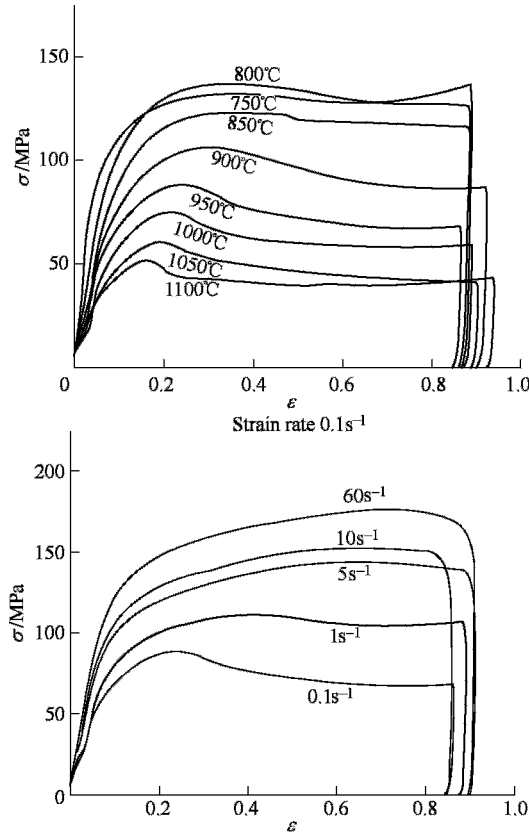 150
100
50
0
σ/MPa
800℃
750℃
850℃
900℃
950℃
1000℃
1050℃
1100℃
0 0.2 0.4 0.6 0.8 1.0
ε
Strain rate 0.1s⁻¹
200
150
100
50
0
σ/MPa
60s⁻¹
10s⁻¹
5s⁻¹
1s⁻¹
0.1s⁻¹
0.2 0.4 0.6 0.8 1.0
ε